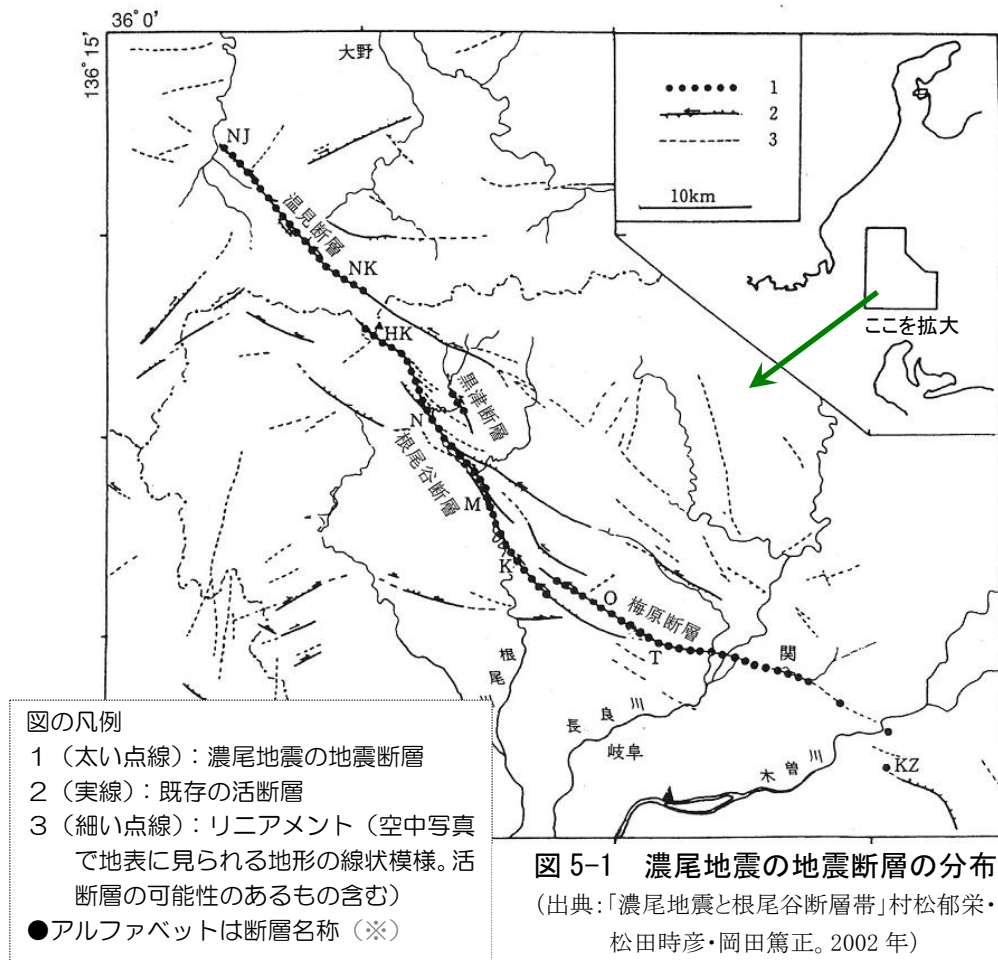 36°0′
136°15′
大野
1
2
3
10km
NJ
温見断層
NK
HK
黒津断層
N
根尾谷断層
M
K
O
梅原断層
T
関
ここを拡大
根尾川
長良川
岐阜
木曽川
KZ
図の凡例
1(太い点線):濃尾地震の地震断層
2(実線):既存の活断層
3(細い点線):リニアメント(空中写真
で地表に見られる地形の線状模様。活
断層の可能性のあるもの含む)
●アルファベットは断層名称(※)
図 5-1 濃尾地震の地震断層の分布
(出典:「濃尾地震と根尾谷断層帯」村松郁栄・
松田時彦・岡田篤正。2002 年)